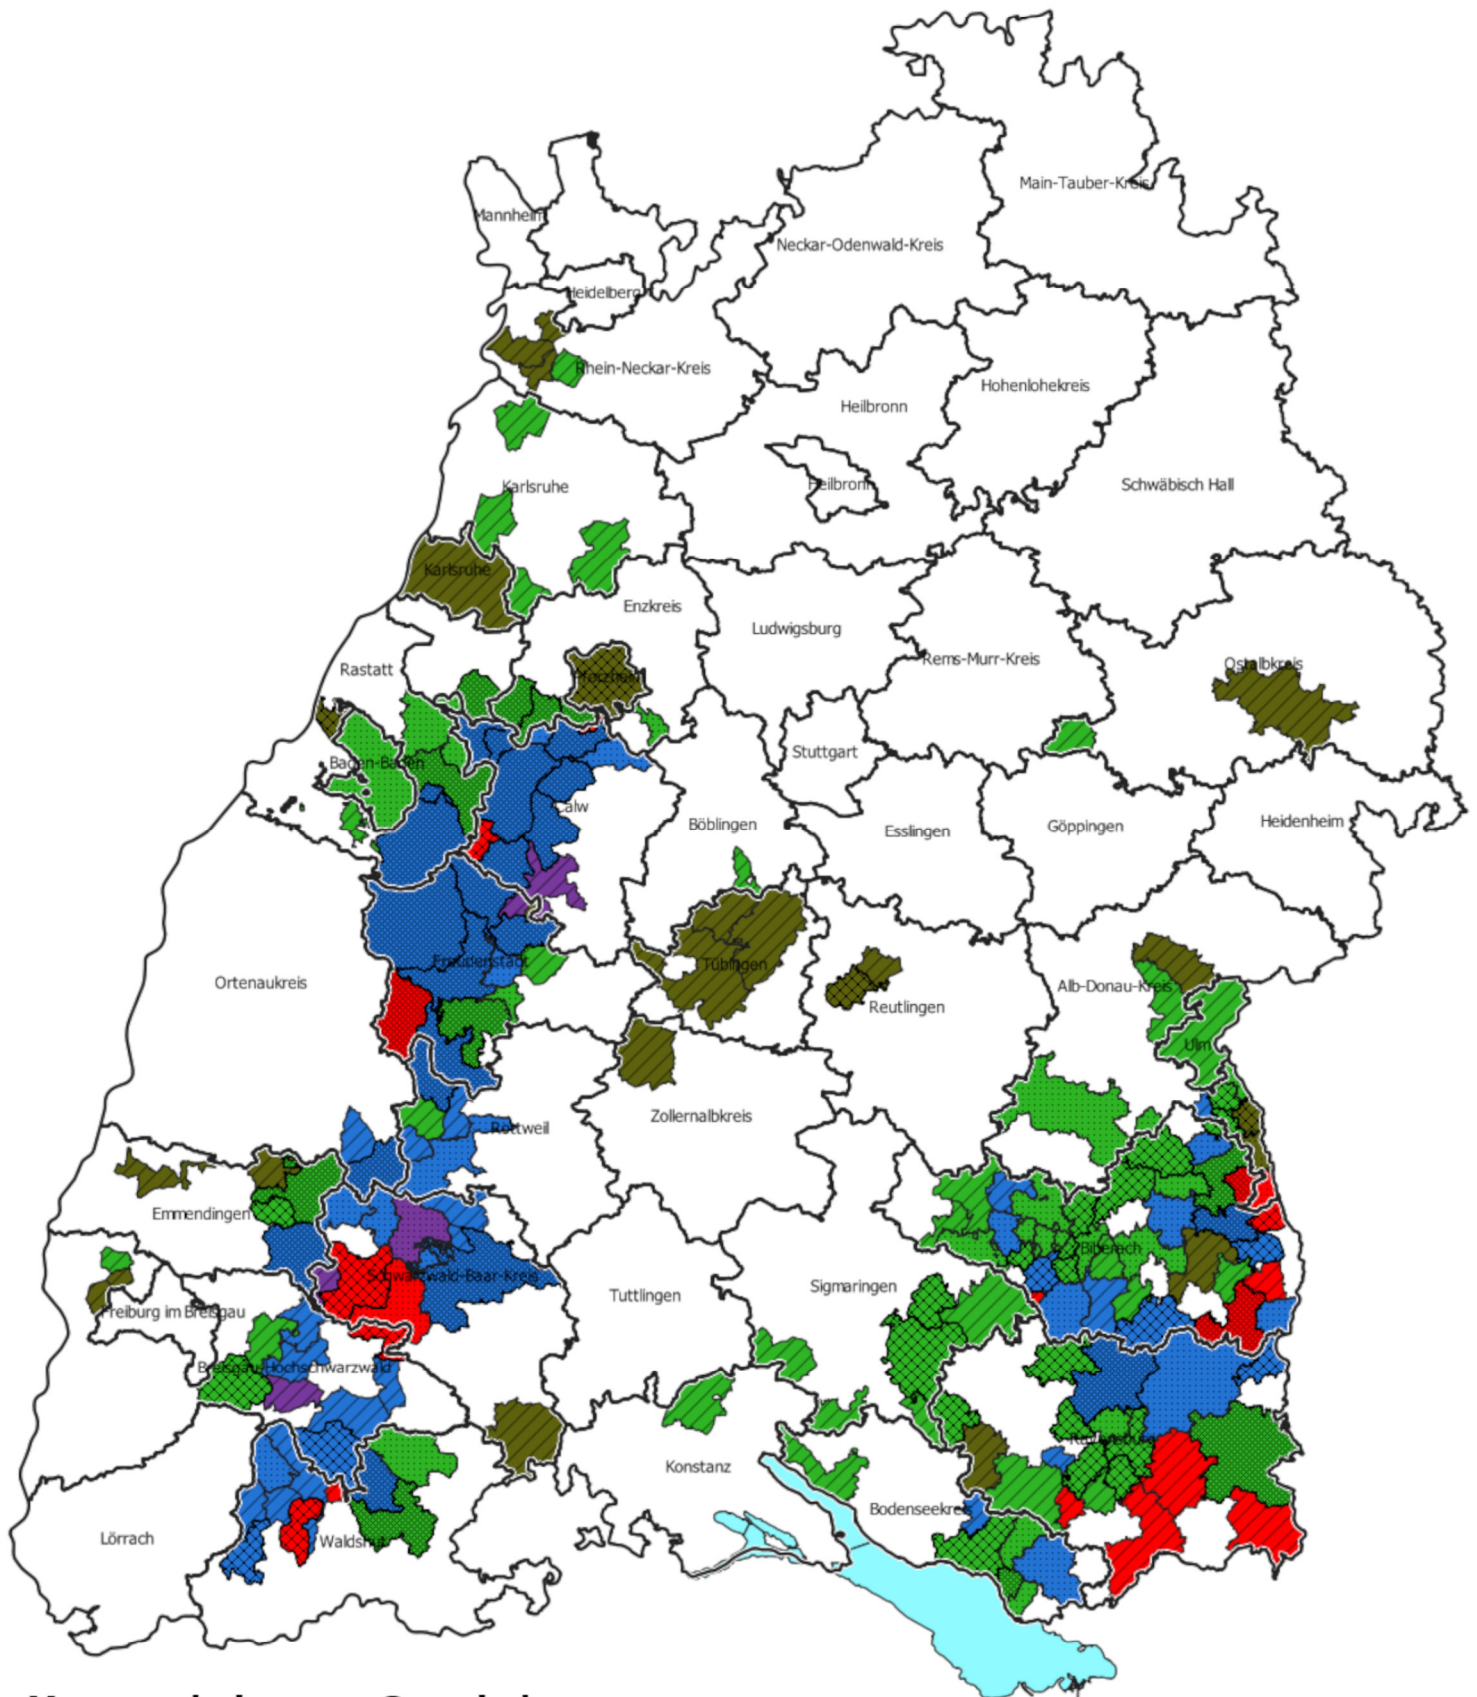 Main-Tauber-Kreis
Mannheim
Neckar-Odenwald-Kreis
Heidelberg
Rhein-Neckar-Kreis
Hohenlohekreis
Heilbronn
Karlsruhe
Heilbronn
Schwäbisch Hall
Karlsruhe
Enzkreis
Ludwigsburg
Rems-Murr-Kreis
Ostalbkreis
Rastatt
Pforzheim
Stuttgart
Baden-Baden
Calw
Böblingen
Esslingen
Göppingen
Heidenheim
Freudenstadt
Tübingen
Ortenaukreis
Alb-Donau-Kreis
Reutlingen
Ulm
Zollernalbkreis
Rottweil
Emmendingen
Biberach
Schwarzwald-Baar-Kreis
Sigmaringen
Tuttlingen
Freiburg im Breisgau
Breisgau-Hochschwarzwald
Ravensburg
Konstanz
Bodenseekreis
Lörrach
Waldshut